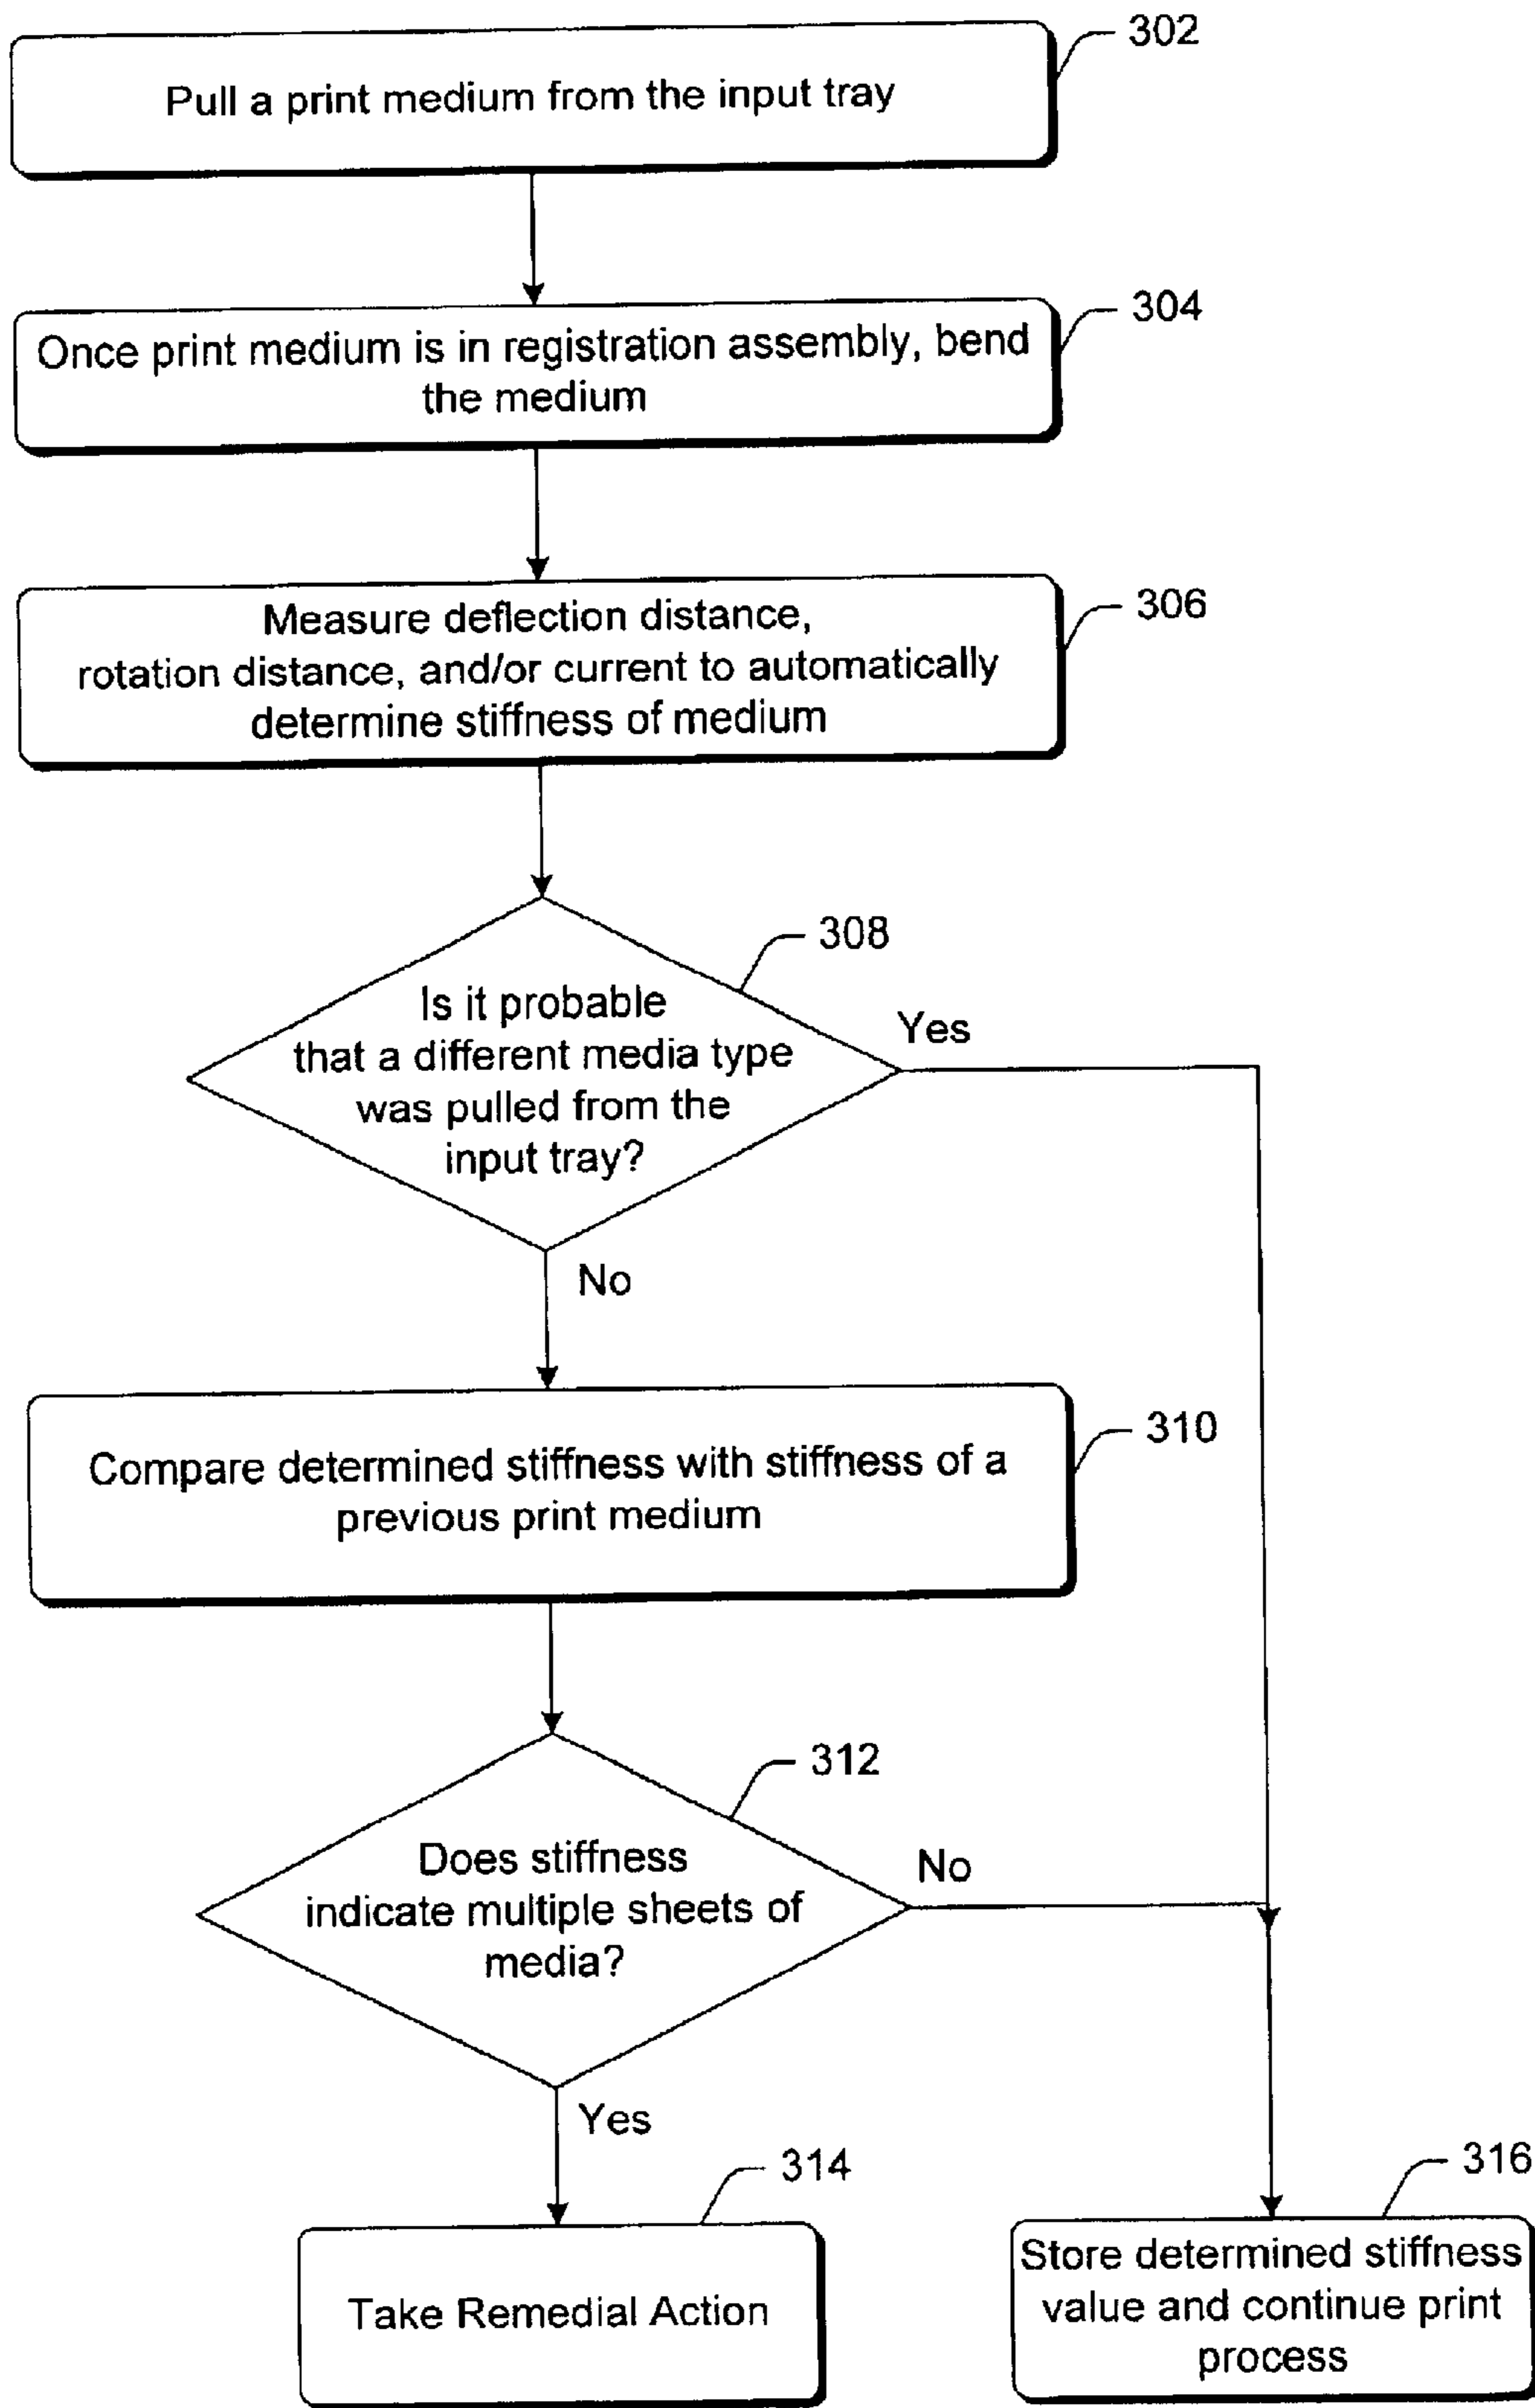 302
Pull a print medium from the input tray
304
Once print medium is in registration assembly, bend
the medium
306
Measure deflection distance,
rotation distance, and/or current to automatically
determine stiffness of medium
308
Is it probable
that a different media type
was pulled from the
input tray?
Yes
No
310
Compare determined stiffness with stiffness of a
previous print medium
312
Does stiffness
indicate multiple sheets of
media?
No
Yes
314
Take Remedial Action
316
Store determined stiffness
value and continue print
process